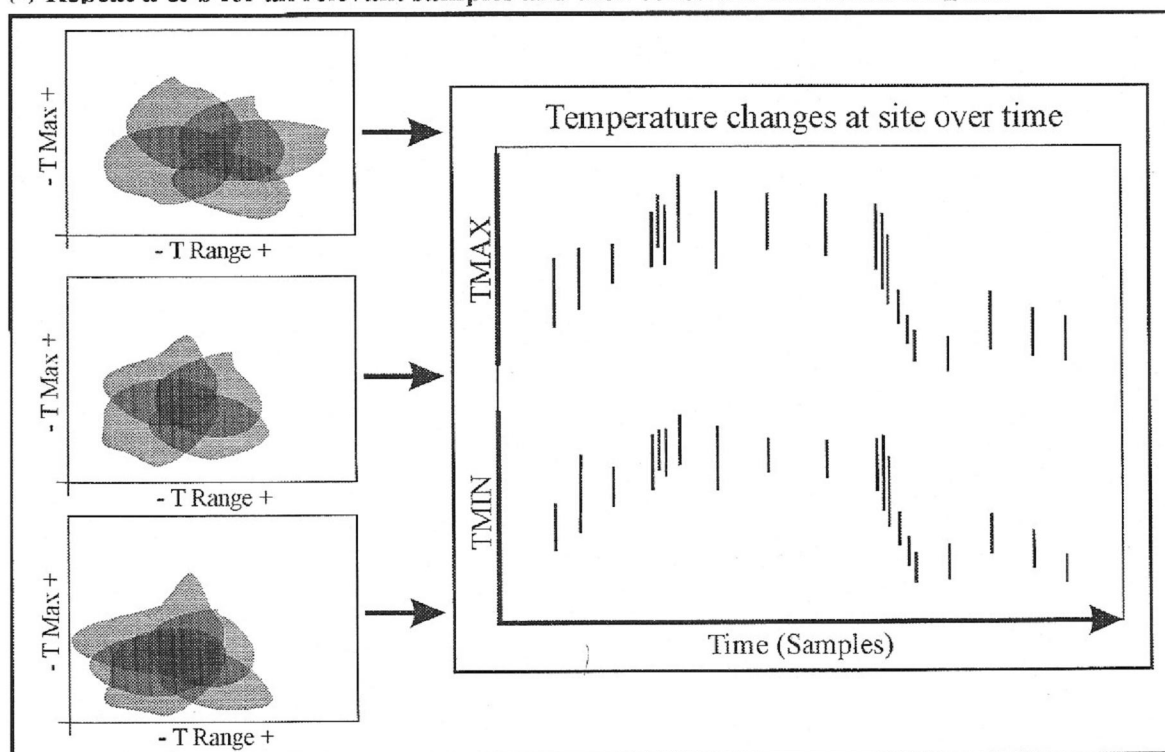 - T Max +
- T Range +
- T Max +
- T Range +
- T Max +
- T Range +
Temperature changes at site over time
TMAX
TMIN
Time (Samples)